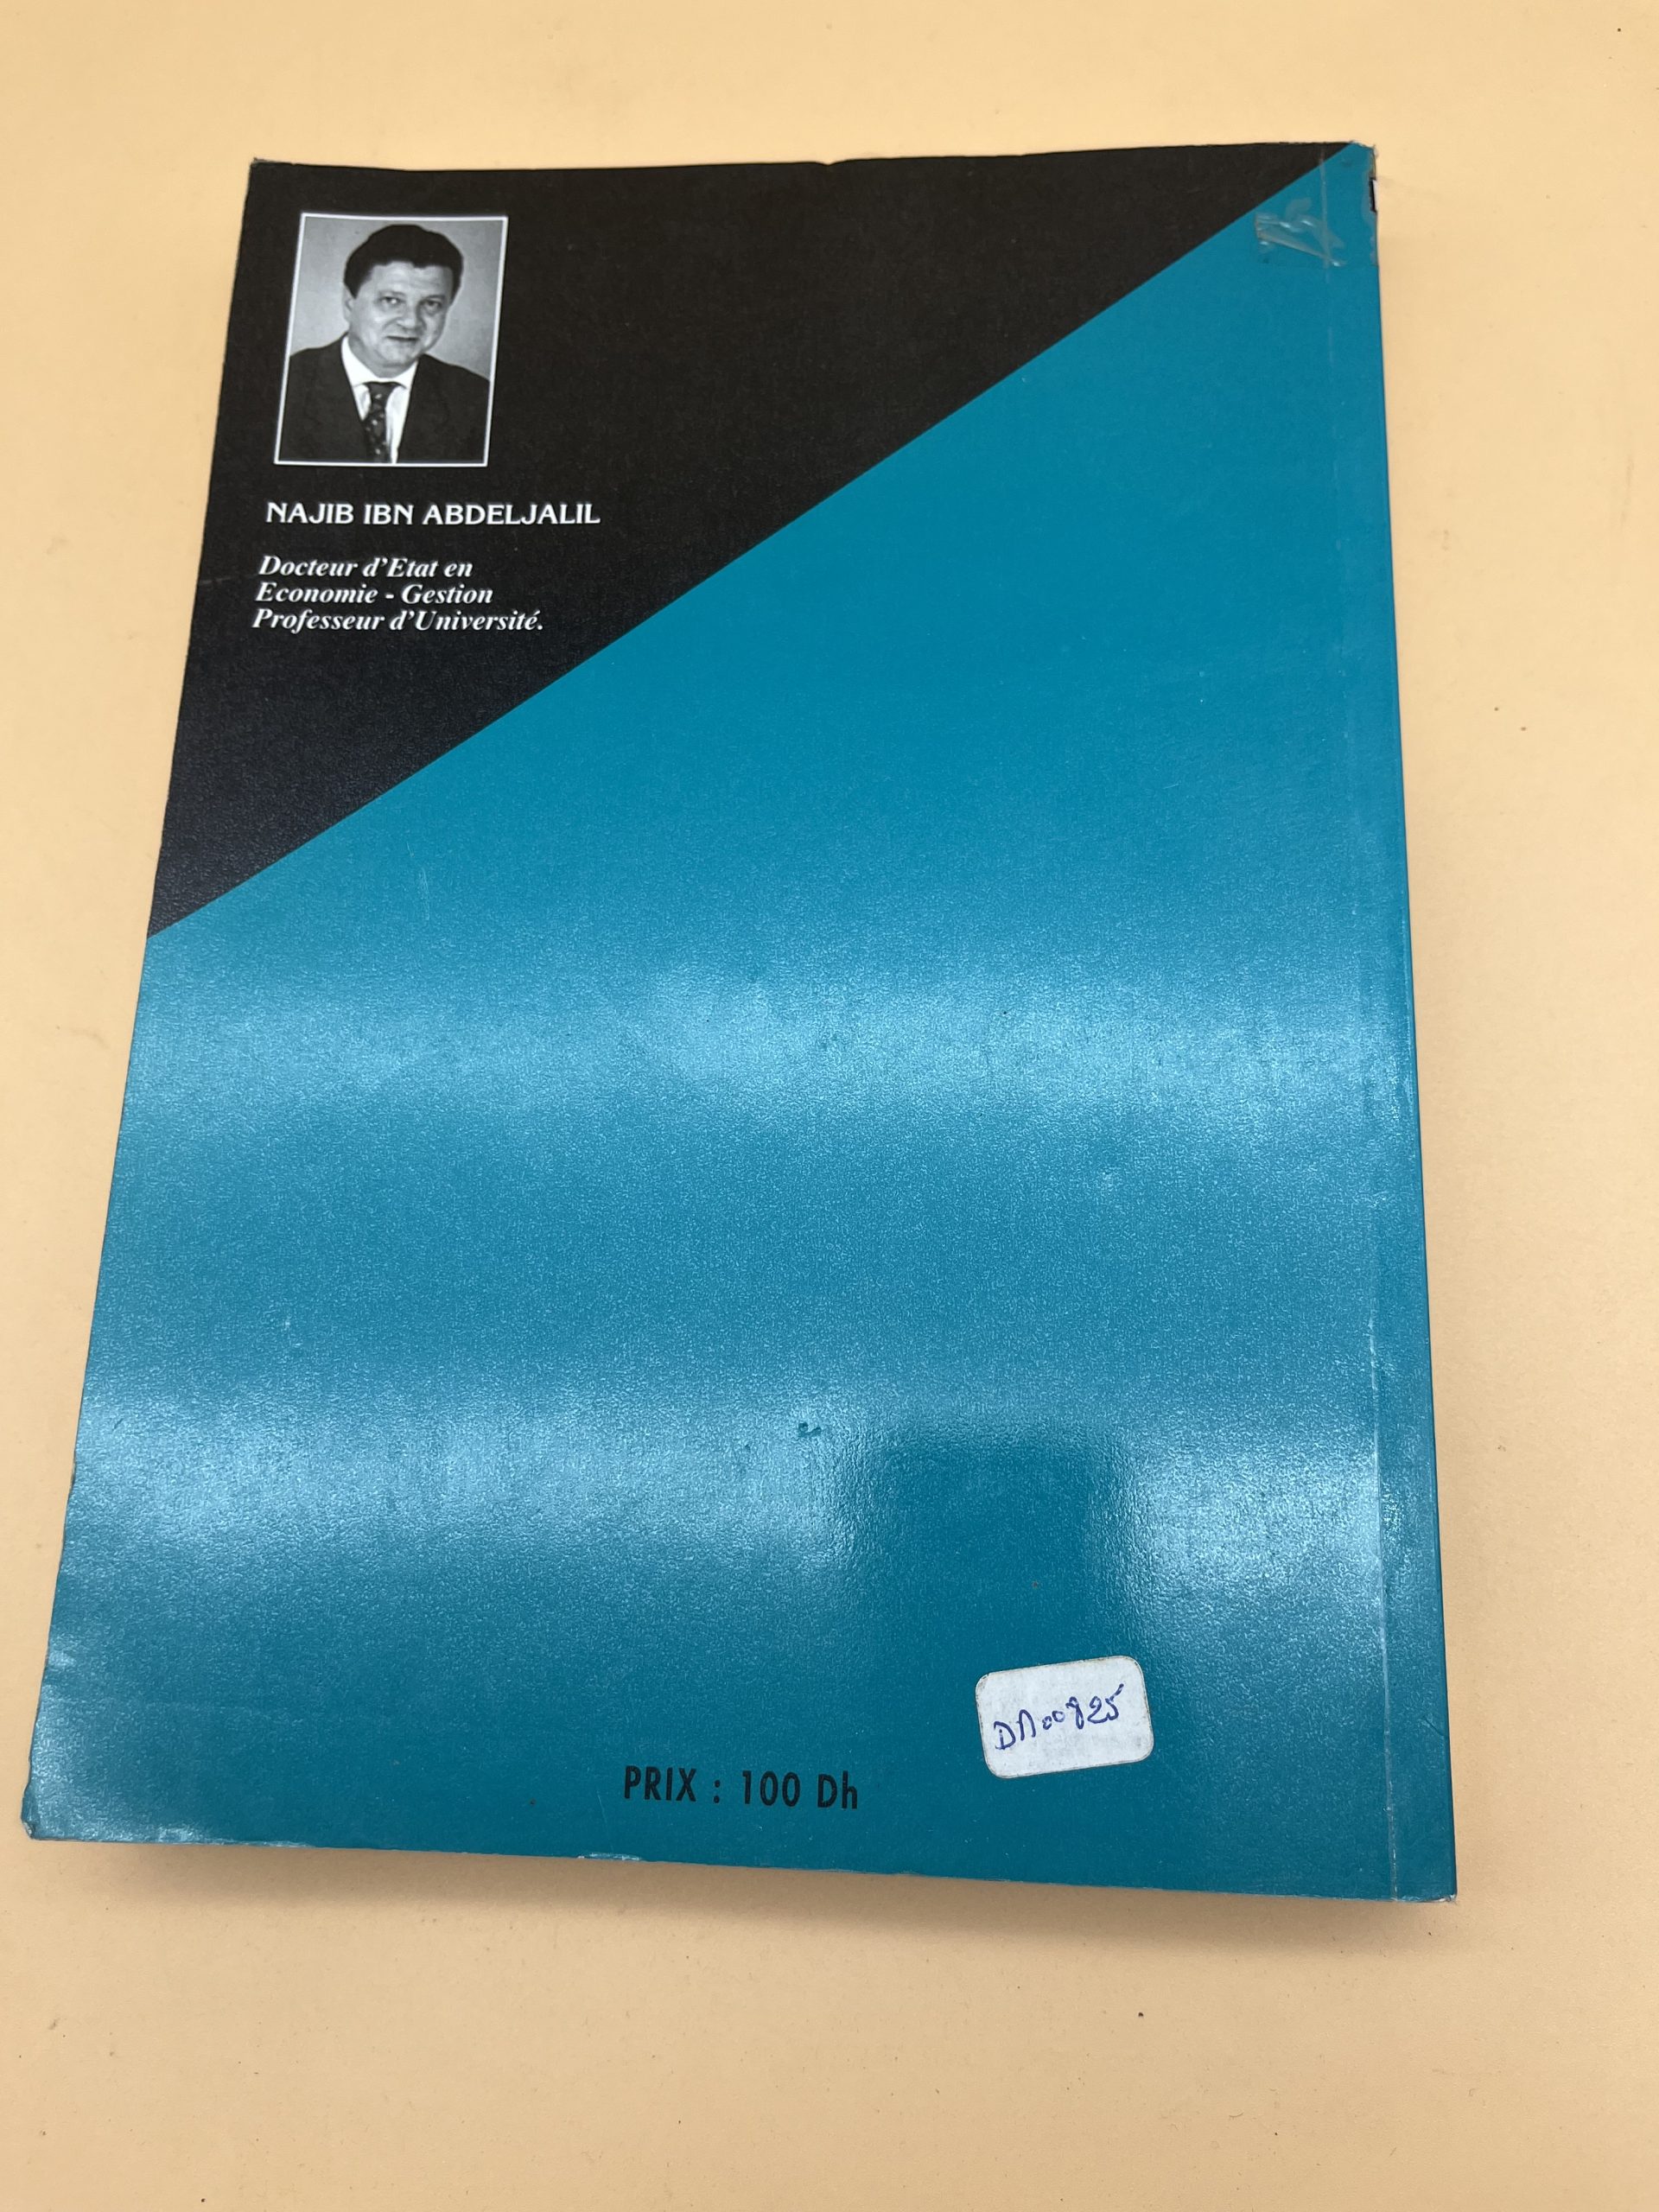 NAJIB IBN ABDELJALIL
Docteur d'Etat en
Economie - Gestion
Professeur d'Université.
DA00825
PRIX : 100 Dh